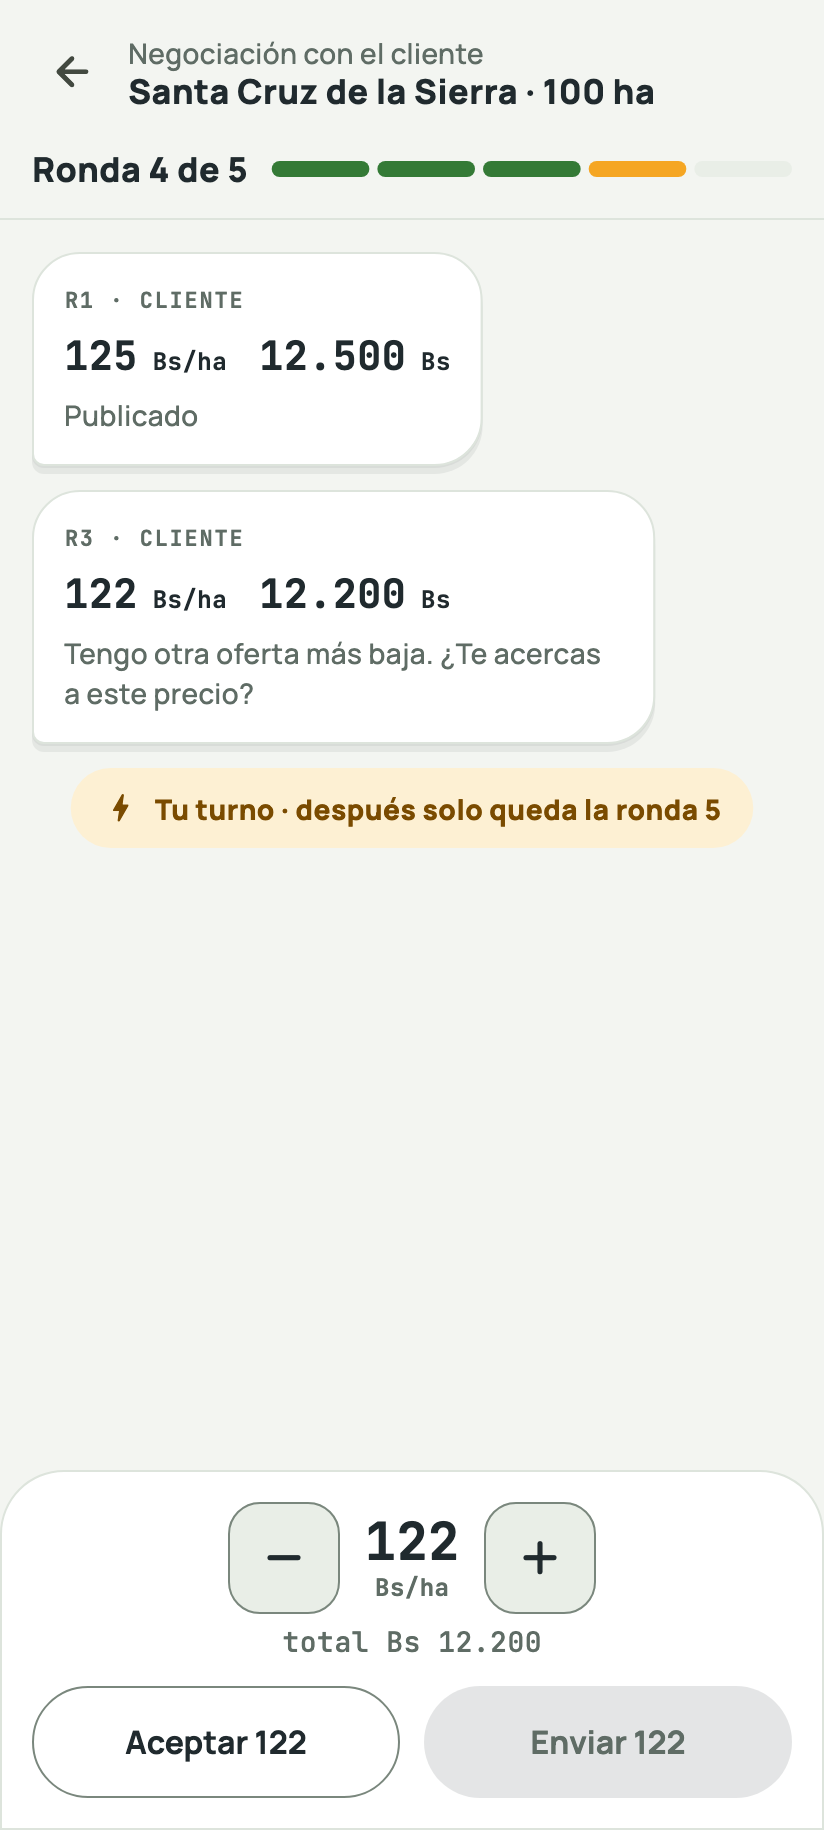 Negociación con el cliente
Santa Cruz de la Sierra · 100 ha
Ronda 4 de 5
R1 · CLIENTE
125 Bs/ha 12.500 Bs
Publicado
R3 · CLIENTE
122 Bs/ha 12.200 Bs
Tengo otra oferta más baja. ¿Te acercas
a este precio?
Tu turno · después solo queda la ronda 5
122
Bs/ha
total Bs 12.200
Aceptar 122
Enviar 122